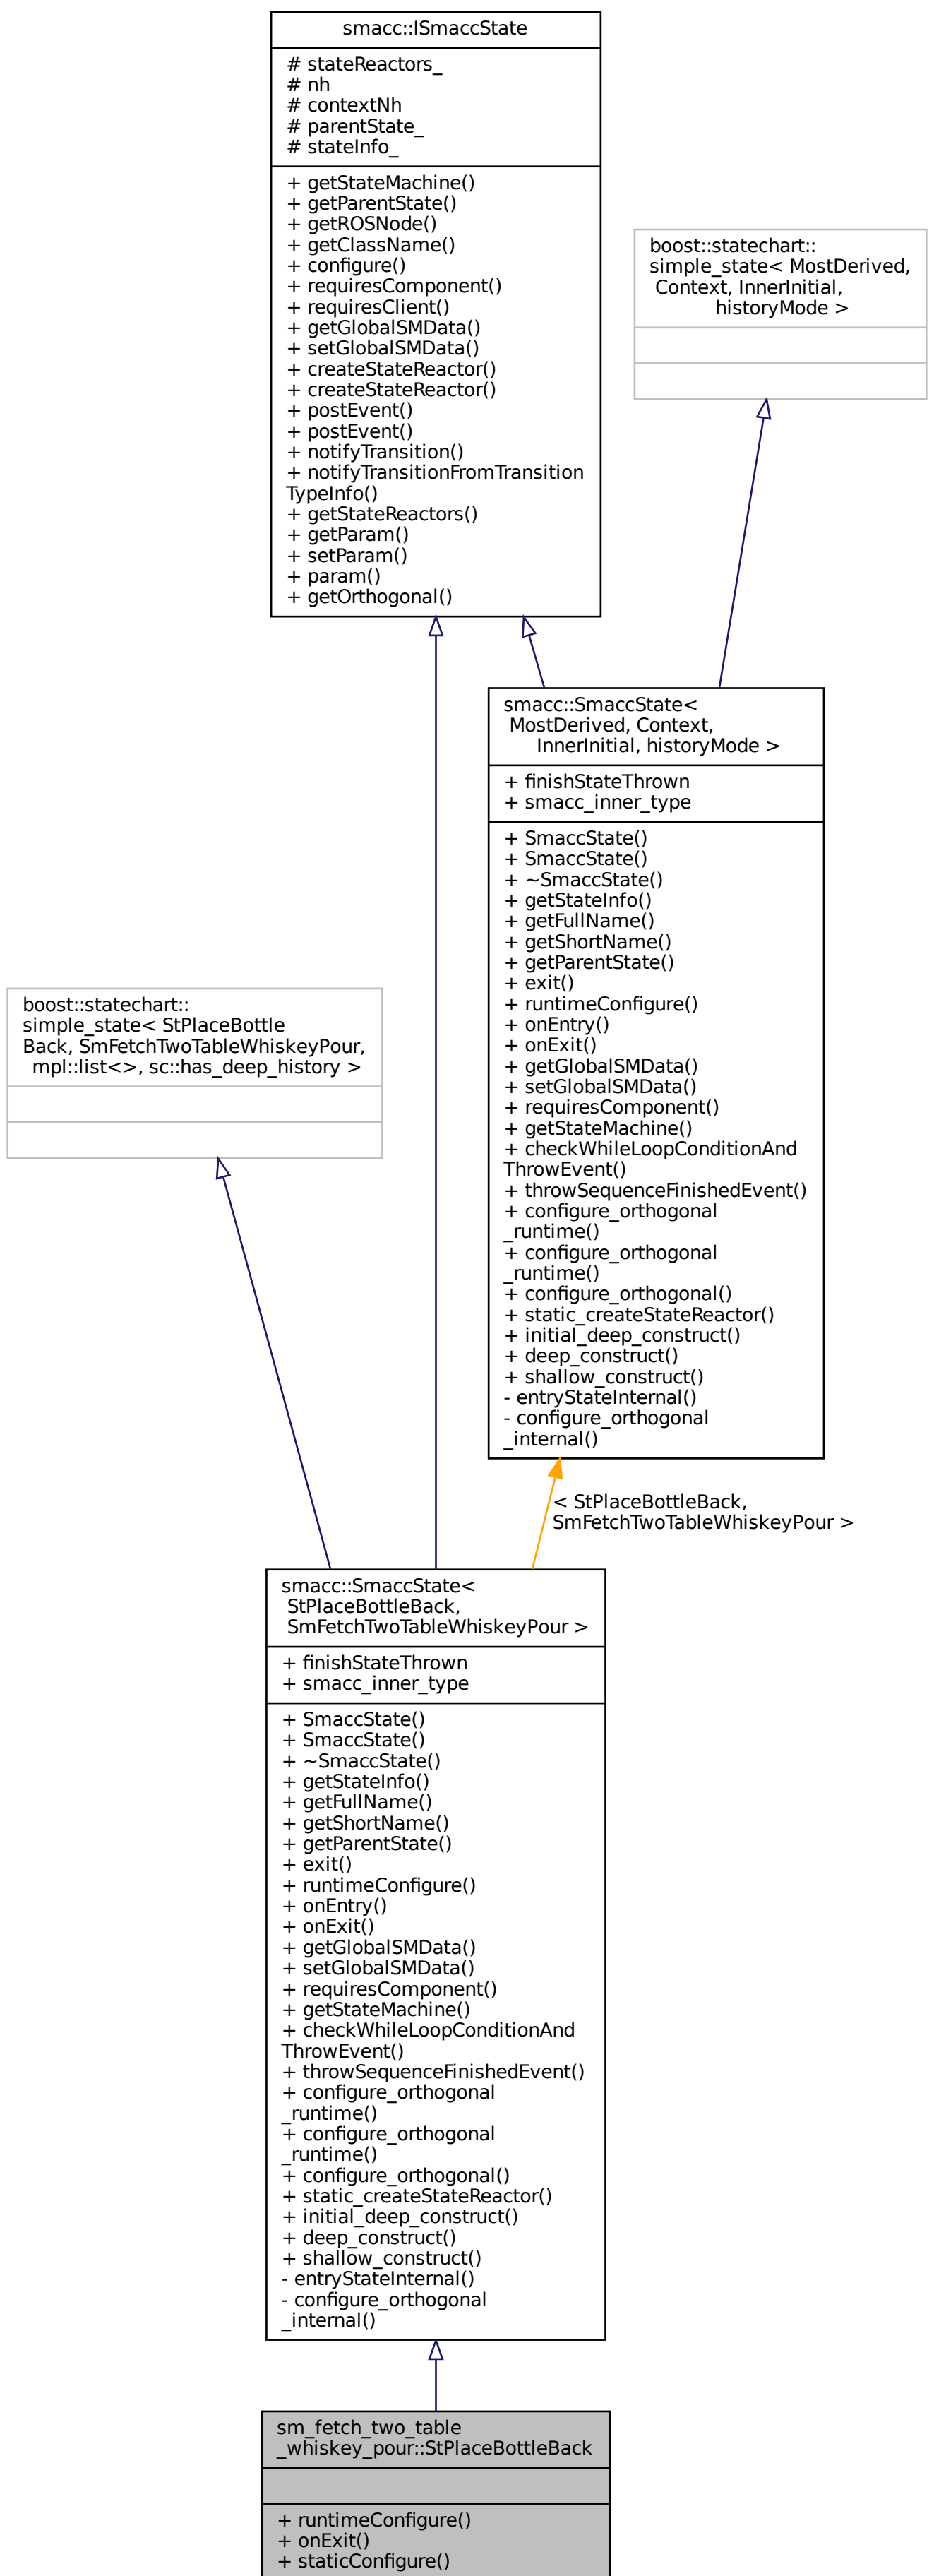 smacc::ISmaccState
# stateReactors_
# nh
# contextNh
# parentState_
# stateInfo_
+ getStateMachine()
+ getParentState()
+ getROSNode()
+ getClassName()
+ configure()
+ requiresComponent()
+ requiresClient()
+ getGlobalSMData()
+ setGlobalSMData()
+ createStateReactor()
+ createStateReactor()
+ postEvent()
+ postEvent()
+ notifyTransition()
+ notifyTransitionFromTransition
TypeInfo()
+ getStateReactors()
+ getParam()
+ setParam()
+ param()
+ getOrthogonal()
boost::statechart::
simple_state< MostDerived,
Context, InnerInitial,
historyMode >
smacc::SmaccState<
MostDerived, Context,
InnerInitial, historyMode >
+ finishStateThrown
+ smacc_inner_type
+ SmaccState()
+ SmaccState()
+ ~SmaccState()
+ getStateInfo()
+ getFullName()
+ getShortName()
+ getParentState()
+ exit()
+ runtimeConfigure()
+ onEntry()
+ onExit()
+ getGlobalSMData()
+ setGlobalSMData()
+ requiresComponent()
+ getStateMachine()
+ checkWhileLoopConditionAnd
ThrowEvent()
+ throwSequenceFinishedEvent()
+ configure_orthogonal
_runtime()
+ configure_orthogonal
_runtime()
+ configure_orthogonal()
+ static_createStateReactor()
+ initial_deep_construct()
+ deep_construct()
+ shallow_construct()
- entryStateInternal()
- configure_orthogonal
_internal()
boost::statechart::
simple_state< StPlaceBottle
Back, SmFetchTwoTableWhiskeyPour,
mpl::list<>, sc::has_deep_history >
< StPlaceBottleBack,
SmFetchTwoTableWhiskeyPour >
smacc::SmaccState<
StPlaceBottleBack,
SmFetchTwoTableWhiskeyPour >
+ finishStateThrown
+ smacc_inner_type
+ SmaccState()
+ SmaccState()
+ ~SmaccState()
+ getStateInfo()
+ getFullName()
+ getShortName()
+ getParentState()
+ exit()
+ runtimeConfigure()
+ onEntry()
+ onExit()
+ getGlobalSMData()
+ setGlobalSMData()
+ requiresComponent()
+ getStateMachine()
+ checkWhileLoopConditionAnd
ThrowEvent()
+ throwSequenceFinishedEvent()
+ configure_orthogonal
_runtime()
+ configure_orthogonal
_runtime()
+ configure_orthogonal()
+ static_createStateReactor()
+ initial_deep_construct()
+ deep_construct()
+ shallow_construct()
- entryStateInternal()
- configure_orthogonal
_internal()
sm_fetch_two_table
_whiskey_pour::StPlaceBottleBack
+ runtimeConfigure()
+ onExit()
+ staticConfigure()